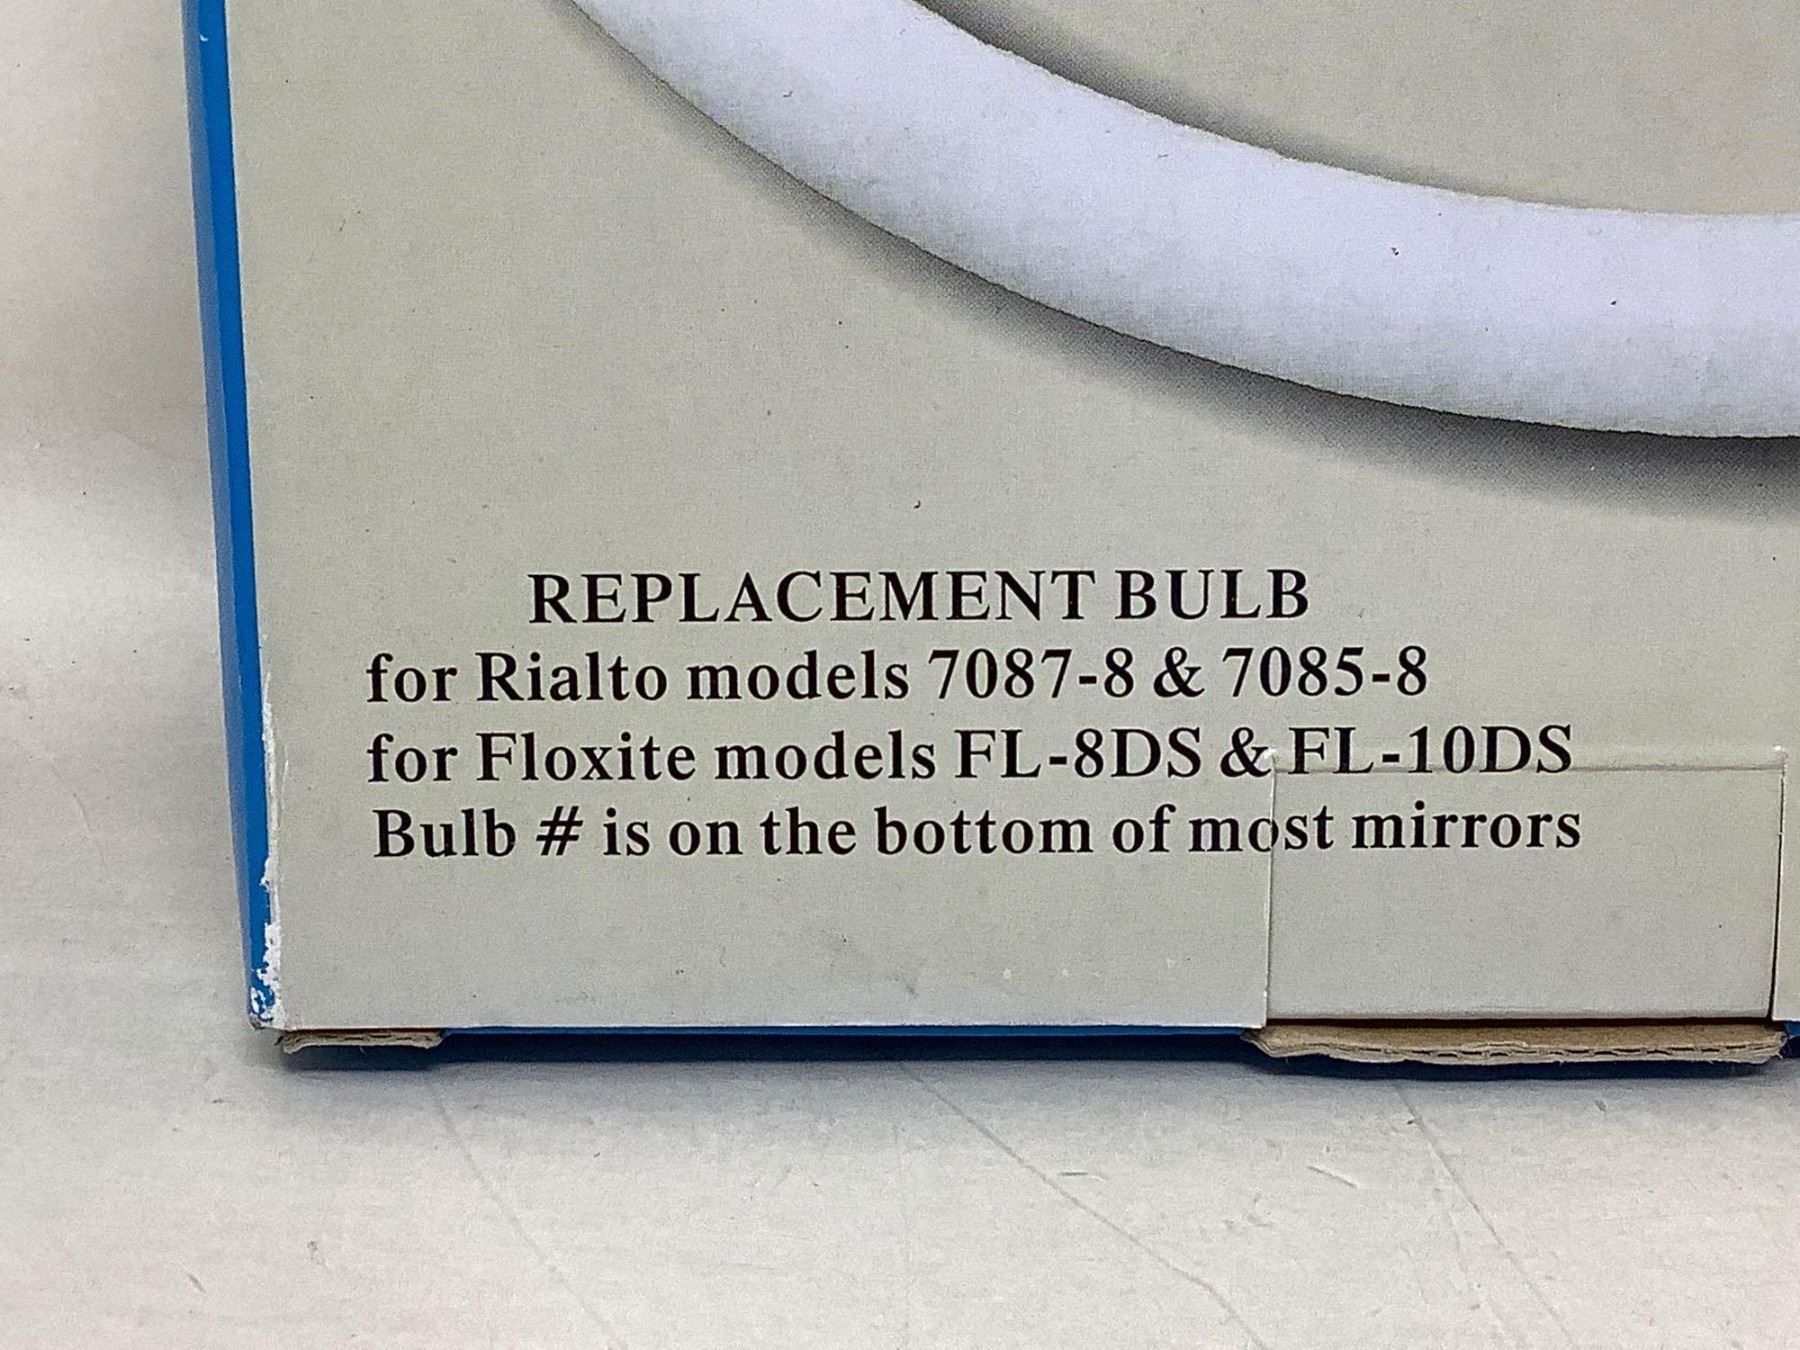 REPLACEMENT BULB
for Rialto models 7087-8 & 7085-8
for Floxite models FL-8DS & FL-10DS
Bulb # is on the bottom of most mirrors